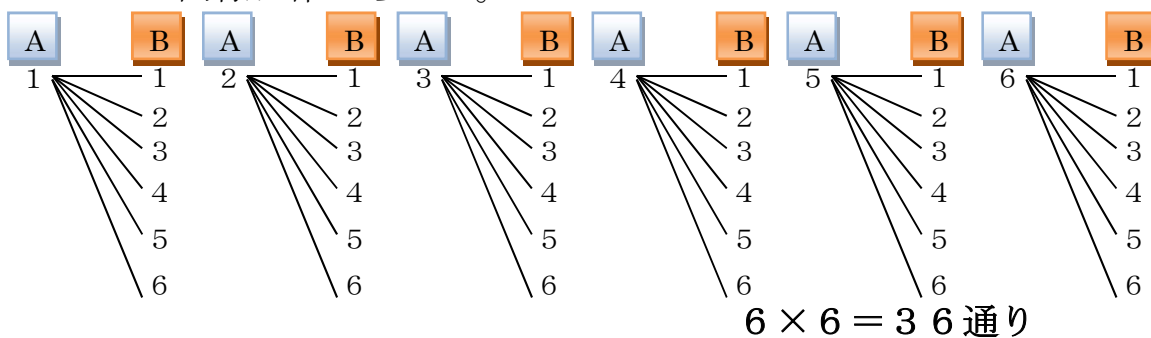 A B A B A B A B A B A B
1 1 2 1 3 1 4 1 5 1 6 1
2 2 2 2 2 2
3 3 3 3 3 3
4 4 4 4 4 4
5 5 5 5 5 5
6 6 6 6 6 6
6×6=36通り